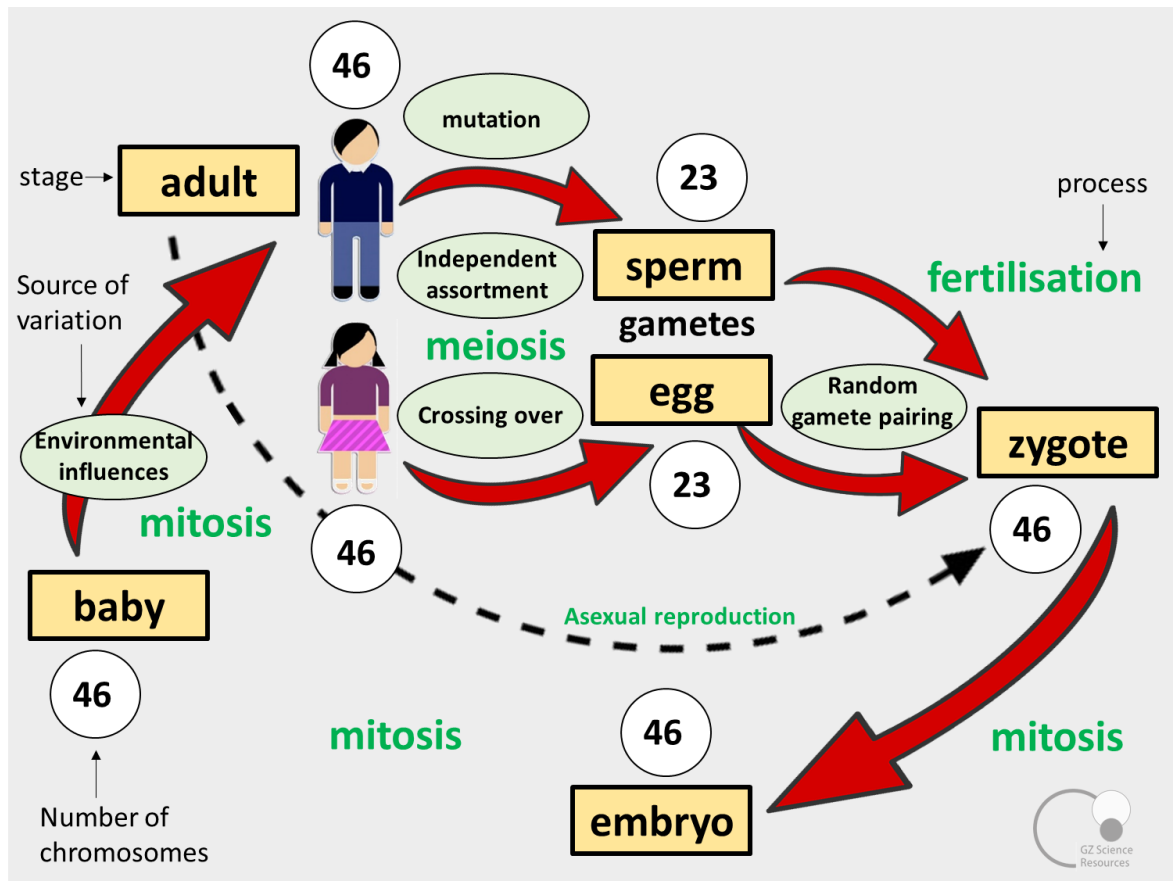 46
mutation
23
stage
adult
process
Independent
assortment
sperm
fertilisation
Source of
variation
gametes
meiosis
egg
Random
gamete pairing
Crossing over
Environmental
influences
zygote
23
mitosis
46
46
baby
Asexual reproduction
46
46
mitosis
mitosis
embryo
Number of
chromosomes
GZ Science
Resources